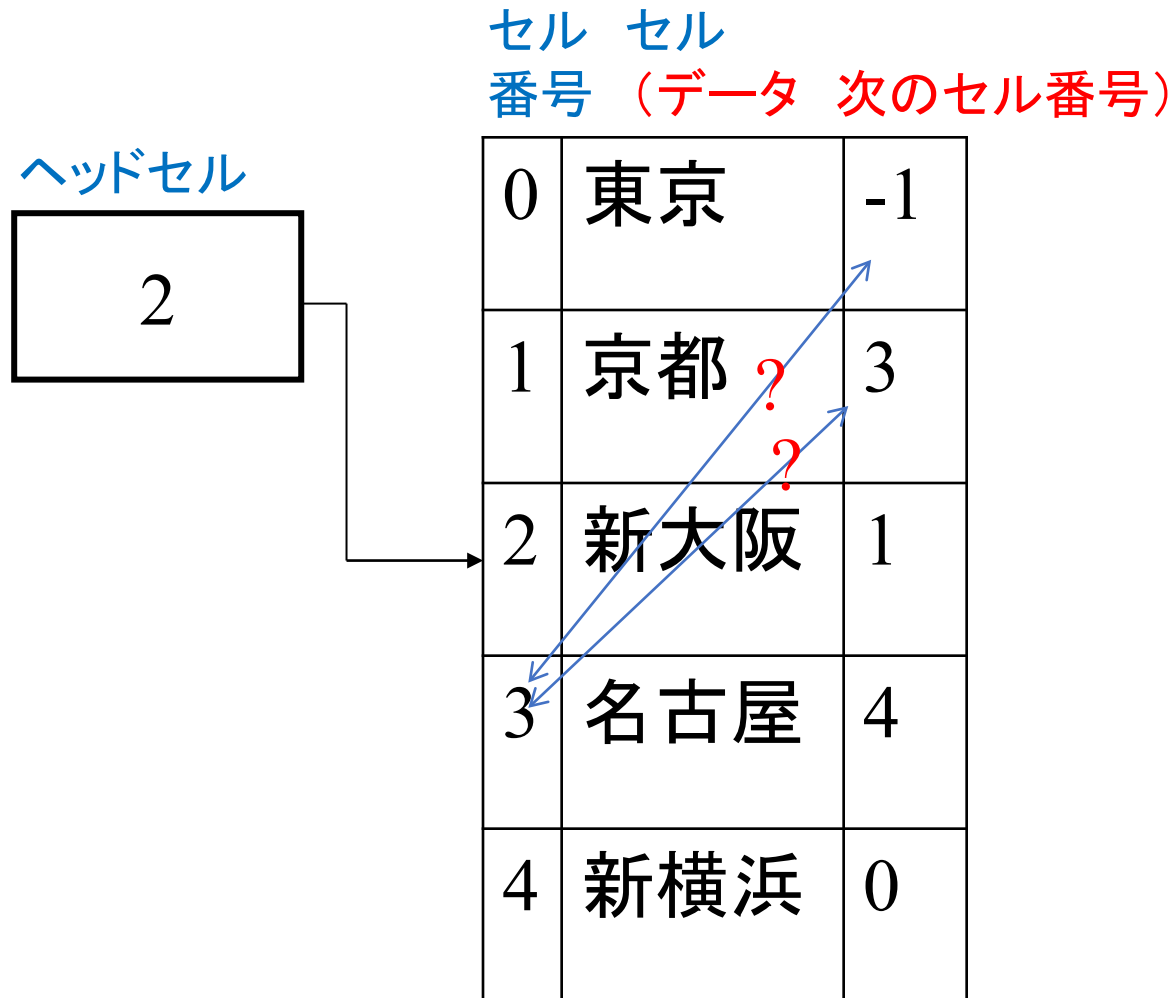 セル セル
番号 （データ 次のセル番号）
ヘッドセル
2
0 東京 -1
1 京都 3
?
?
2 新大阪 1
3 名古屋 4
4 新横浜 0